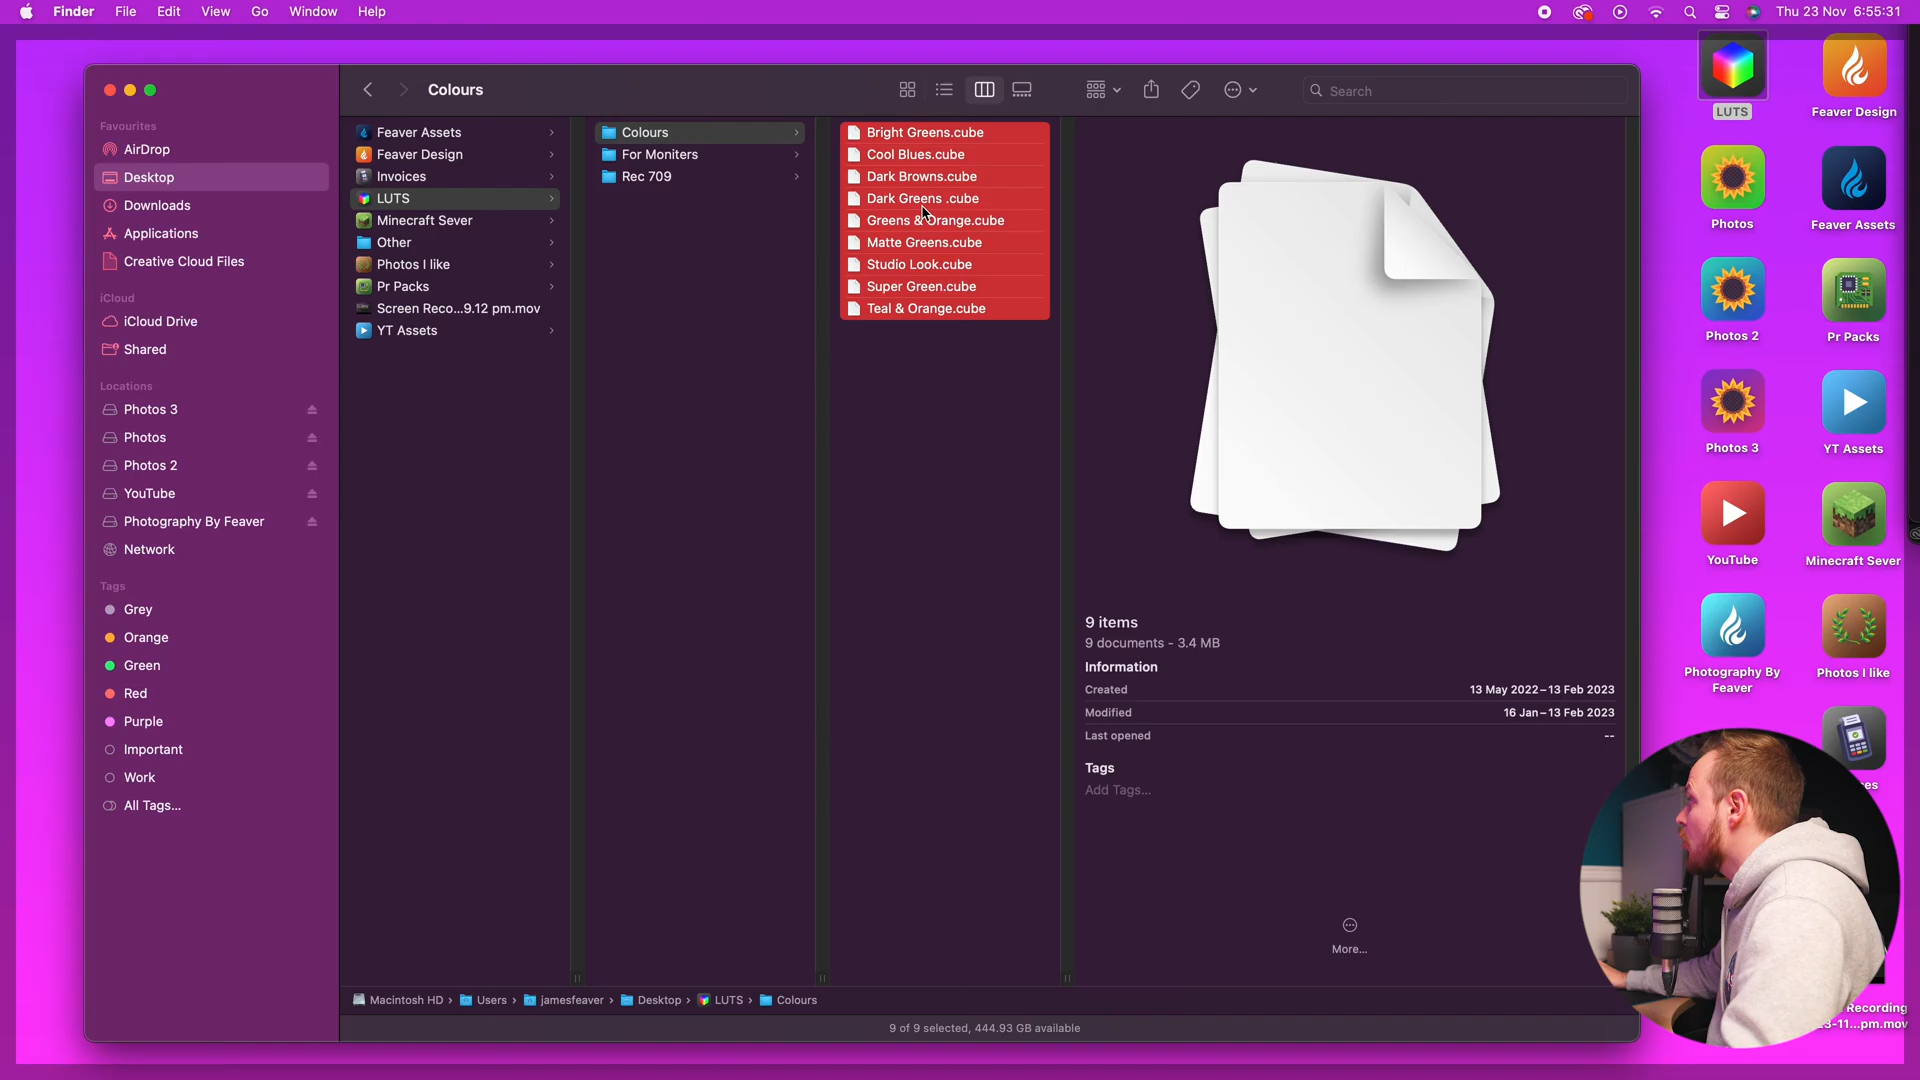 Finder File Edit View Go Window Help
Thu 23 Nov 6:55:31
Colours
Search
Favourites
AirDrop
Desktop
Downloads
Applications
Creative Cloud Files
iCloud
iCloud Drive
Shared
Locations
Photos 3
Photos
Photos 2
YouTube
Photography By Feaver
Network
Tags
Grey
Orange
Green
Red
Purple
Important
Work
All Tags...
Feaver Assets
Feaver Design
Invoices
LUTS
Minecraft Sever
Other
Photos I like
Pr Packs
Screen Reco...9.12 pm.mov
YT Assets
Colours
For Moniters
Rec 709
Bright Greens.cube
Cool Blues.cube
Dark Browns.cube
Dark Greens .cube
Greens & Orange.cube
Matte Greens.cube
Studio Look.cube
Super Green.cube
Teal & Orange.cube
9 items
9 documents - 3.4 MB
Information
Created 13 May 2022–13 Feb 2023
Modified 16 Jan–13 Feb 2023
Last opened --
Tags
Add Tags...
More...
Macintosh HD › Users › jamesfeaver › Desktop › LUTS › Colours
9 of 9 selected, 444.93 GB available
LUTS
Feaver Design
Photos
Feaver Assets
Photos 2
Pr Packs
Photos 3
YT Assets
YouTube
Minecraft Sever
Photography By
Feaver
Photos I like
Recording
3-11...pm.mov